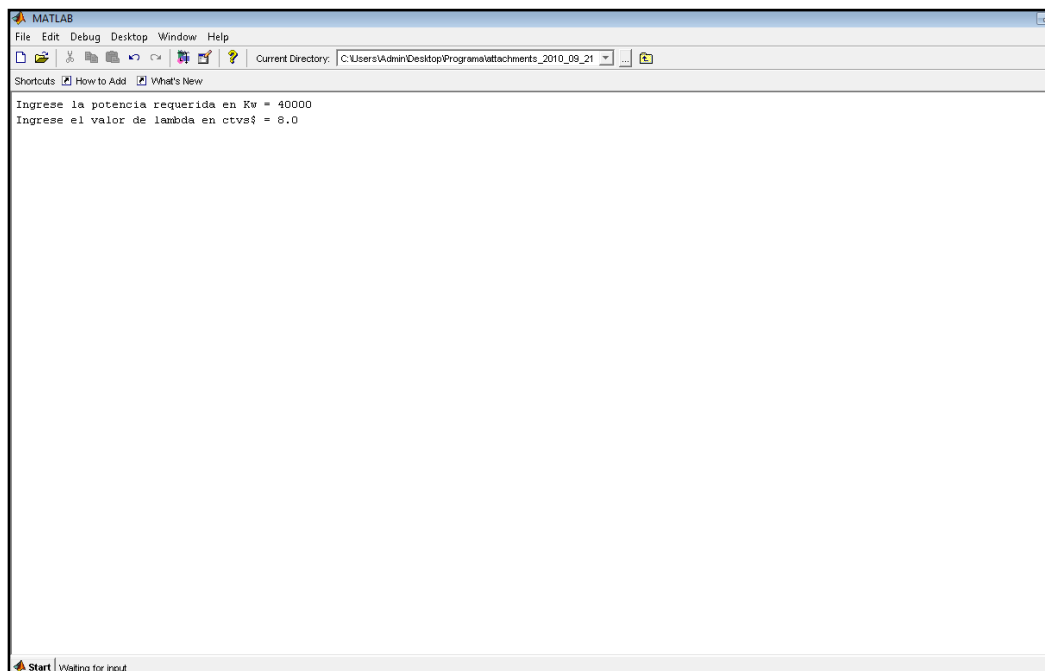 MATLAB
File Edit Debug Desktop Window Help
Current Directory: C:\Users\Admin\Desktop\Programa\attachments_2010_09_21
Shortcuts How to Add What's New
Ingrese la potencia requerida en Kw = 40000
Ingrese el valor de lambda en ctvs$ = 8.0
Start Waiting for input